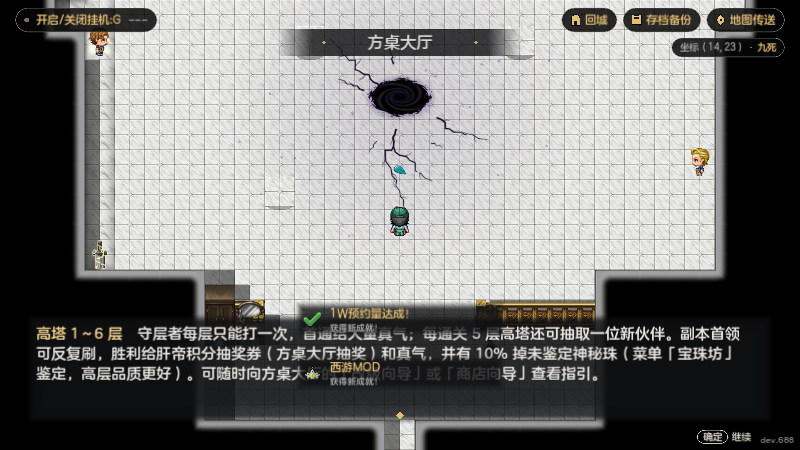 开启/关闭挂机:G ---
回城
存档备份
地图传送
方桌大厅
坐标 ( 14, 23 ) · 九死
1W预约量达成!
获得新成就!
高塔 1～6 层 守层者每层只能打一次，首通给大量真气；每通关 5 层高塔还可抽取一位新伙伴。副本首领
可反复刷，胜利给肝帝积分抽奖券（方桌大厅抽奖）和真气，并有 10% 掉未鉴定神秘珠（菜单「宝珠坊」
西游MOD
鉴定，高层品质更好）。可随时向方桌大 向导」或「商店向导」查看指引。
获得新成就!
确定 继续
dev.688